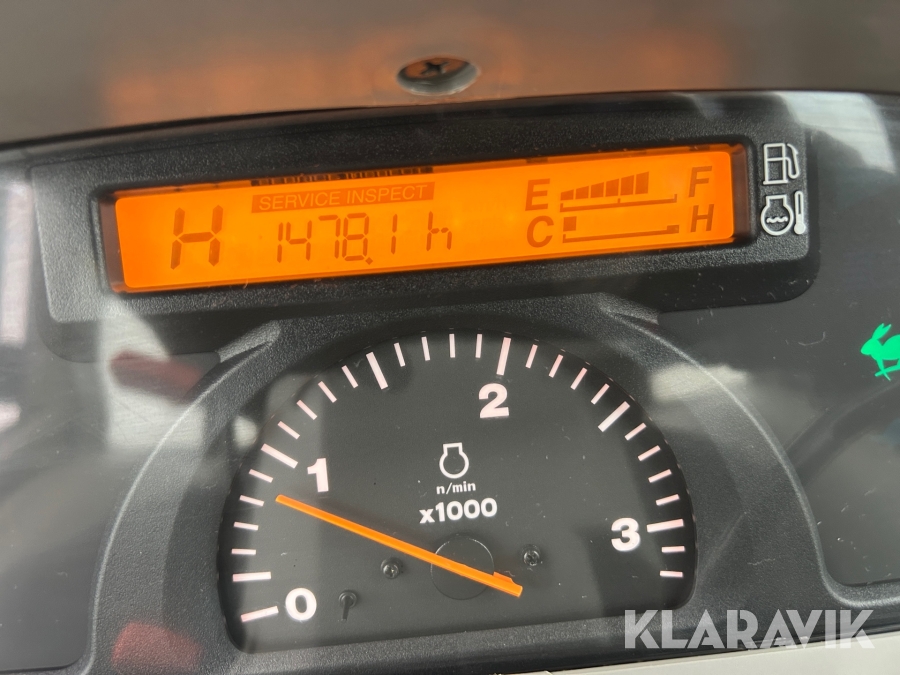 SERVICE INSPECT
H 1478.1 h
E F
C H
0 1 2 3
n/min
x1000
KLARAVIK